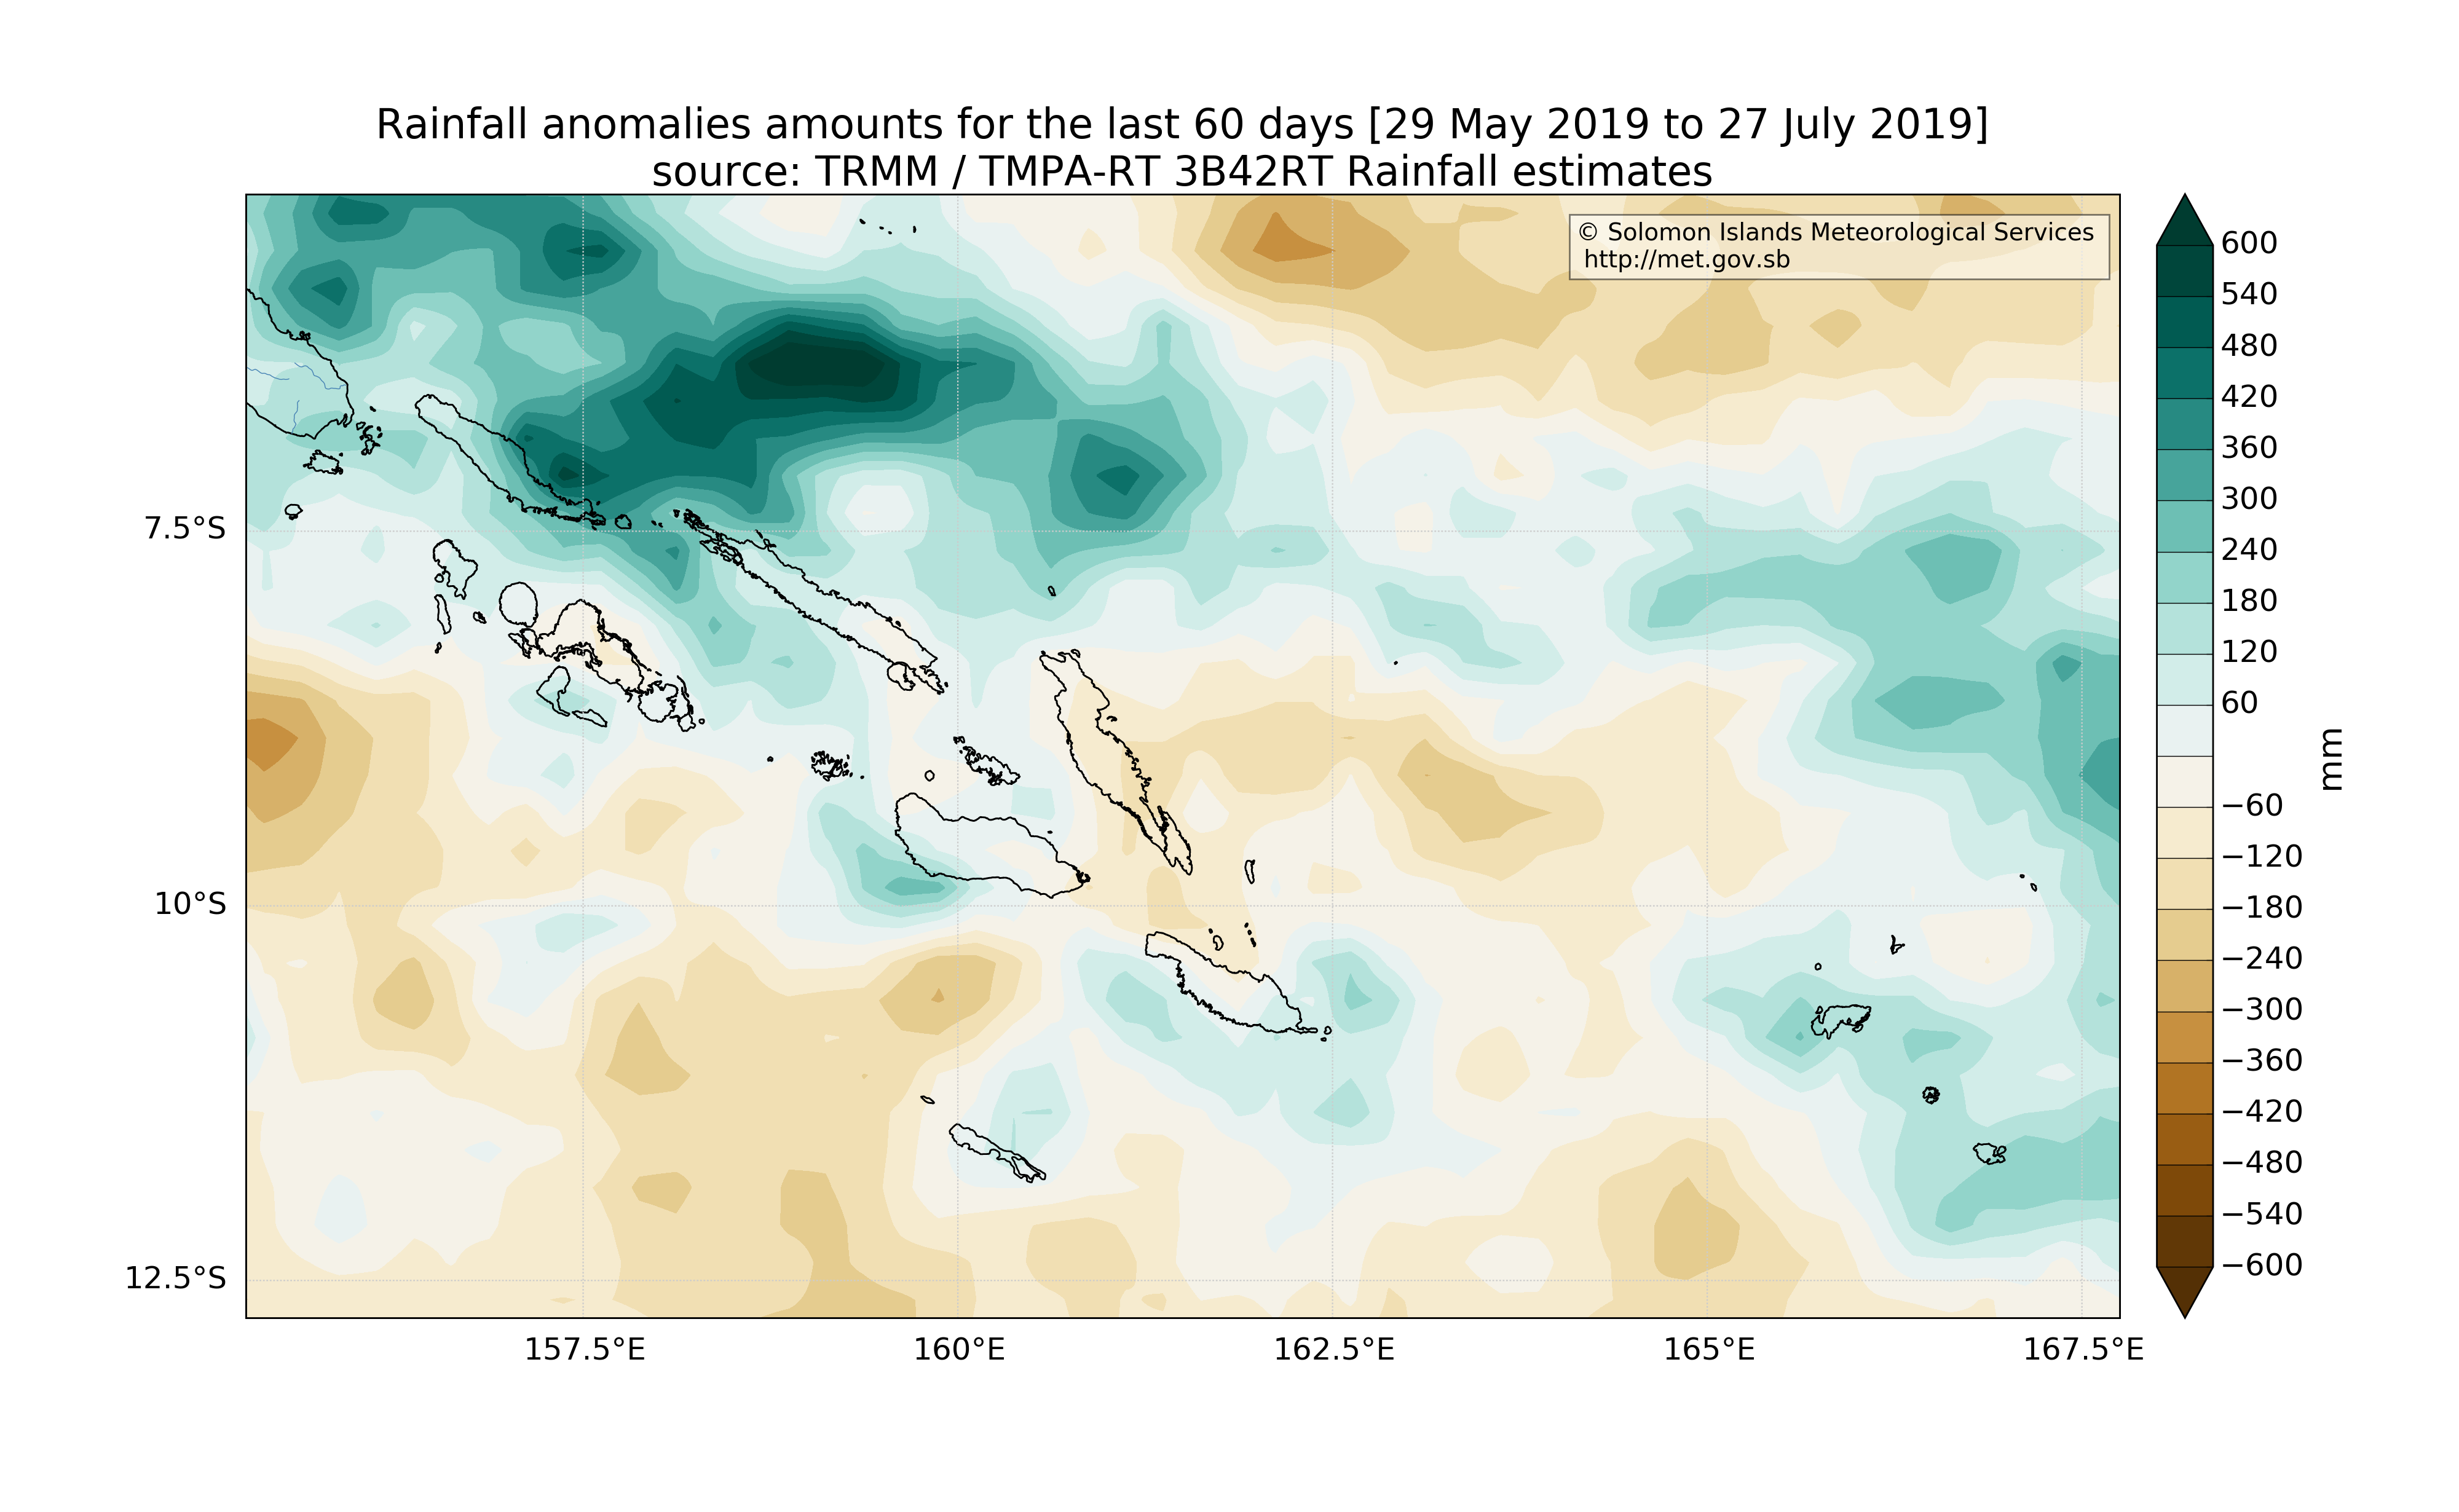 Rainfall anomalies amounts for the last 60 days [29 May 2019 to 27 July 2019]
source: TRMM / TMPA-RT 3B42RT Rainfall estimates
© Solomon Islands Meteorological Services
http://met.gov.sb
7.5°S
10°S
12.5°S
157.5°E
160°E
162.5°E
165°E
167.5°E
600
540
480
420
360
300
240
180
120
60
−60
−120
−180
−240
−300
−360
−420
−480
−540
−600
mm